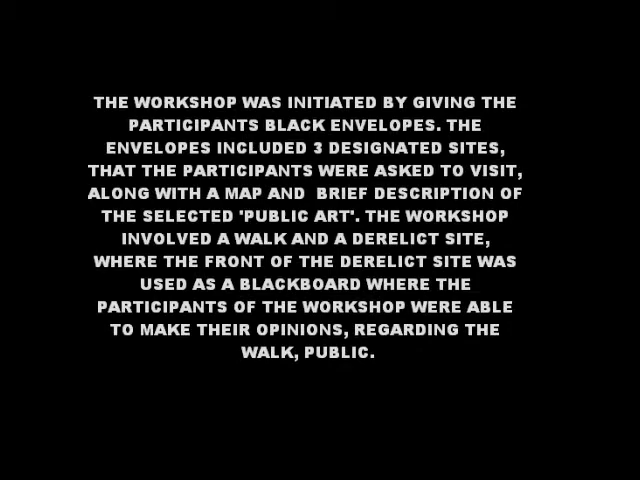 THE WORKSHOP WAS INITIATED BY GIVING THE
PARTICIPANTS BLACK ENVELOPES. THE
ENVELOPES INCLUDED 3 DESIGNATED SITES,
THAT THE PARTICIPANTS WERE ASKED TO VISIT,
ALONG WITH A MAP AND  BRIEF DESCRIPTION OF
THE SELECTED 'PUBLIC ART'. THE WORKSHOP
INVOLVED A WALK AND A DERELICT SITE,
WHERE THE FRONT OF THE DERELICT SITE WAS
USED AS A BLACKBOARD WHERE THE
PARTICIPANTS OF THE WORKSHOP WERE ABLE
TO MAKE THEIR OPINIONS, REGARDING THE
WALK, PUBLIC.